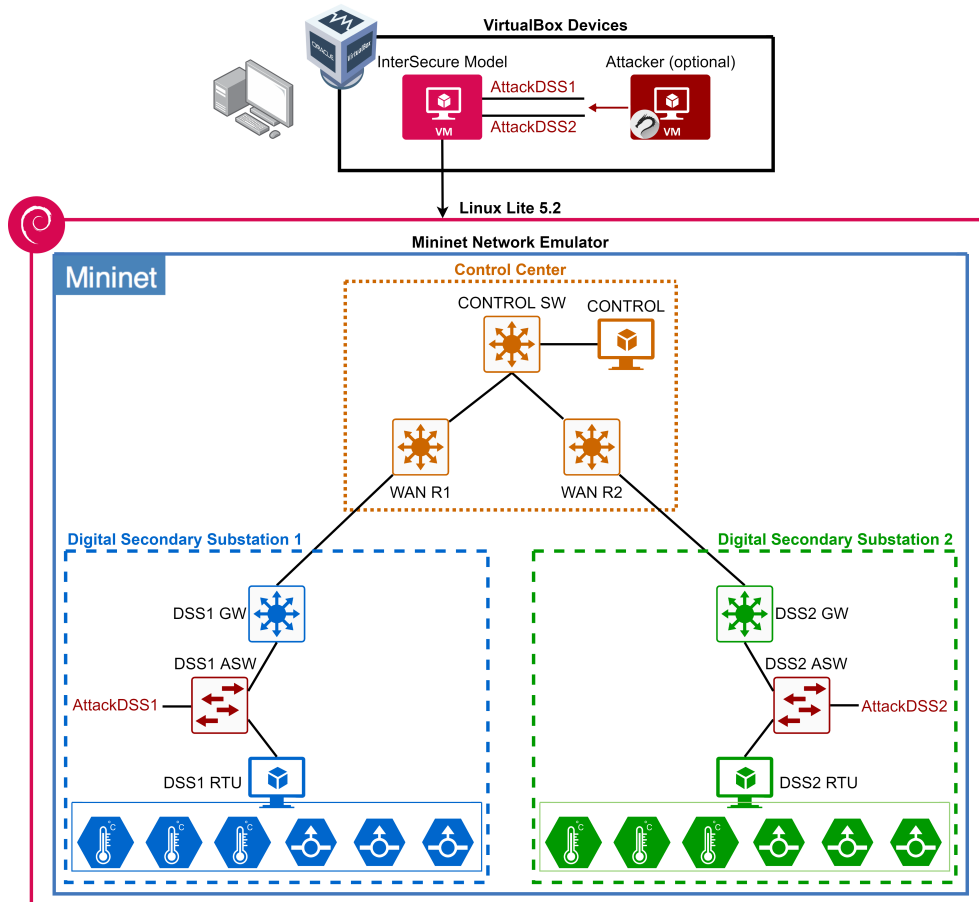 VirtualBox Devices
ORACLE
VirtualBox
InterSecure Model
Attacker (optional)
AttackDSS1
AttackDSS2
VM
VM
Linux Lite 5.2
Mininet Network Emulator
Mininet
Control Center
CONTROL SW
CONTROL
WAN R1
WAN R2
Digital Secondary Substation 1
Digital Secondary Substation 2
DSS1 GW
DSS2 GW
DSS1 ASW
DSS2 ASW
AttackDSS1
AttackDSS2
DSS1 RTU
DSS2 RTU
°C
°C
°C
°C
°C
°C